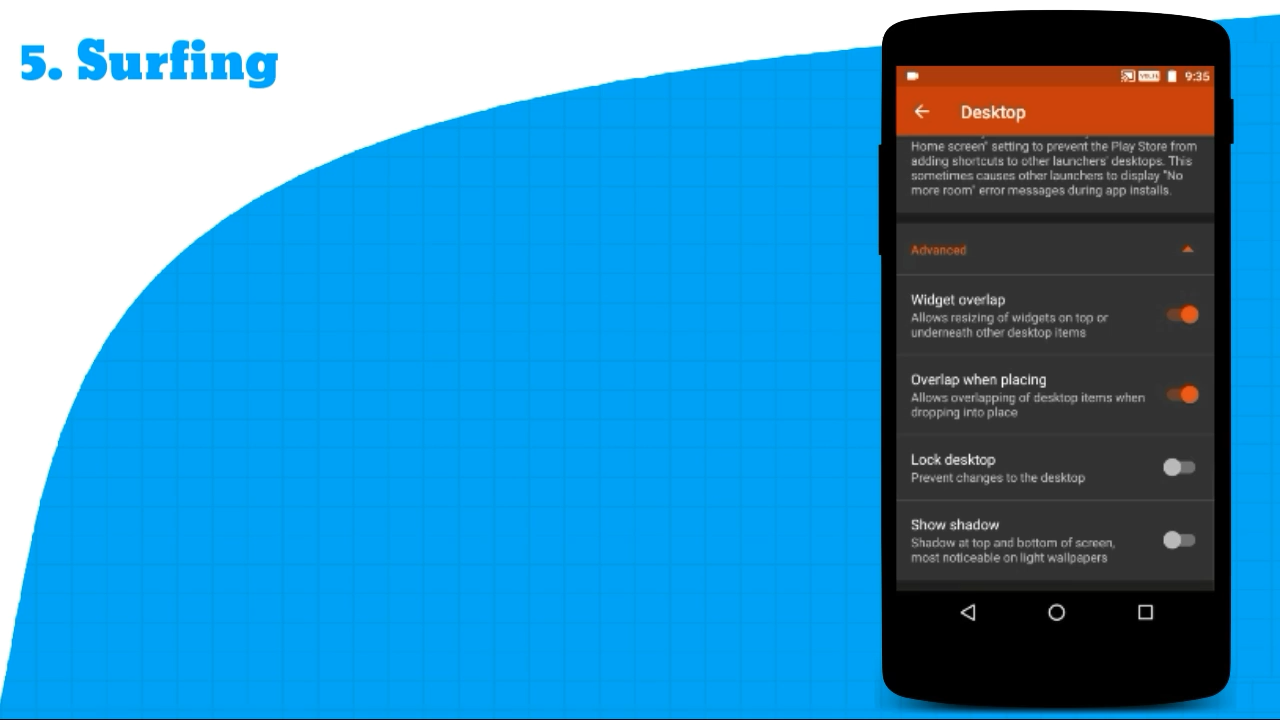 5. Surfing
9:35
Desktop
Home screen" setting to prevent the Play Store from
adding shortcuts to other launchers' desktops. This
sometimes causes other launchers to display "No
more room" error messages during app installs.
Advanced
Widget overlap
Allows resizing of widgets on top or
underneath other desktop items
Overlap when placing
Allows overlapping of desktop items when
dropping into place
Lock desktop
Prevent changes to the desktop
Show shadow
Shadow at top and bottom of screen,
most noticeable on light wallpapers